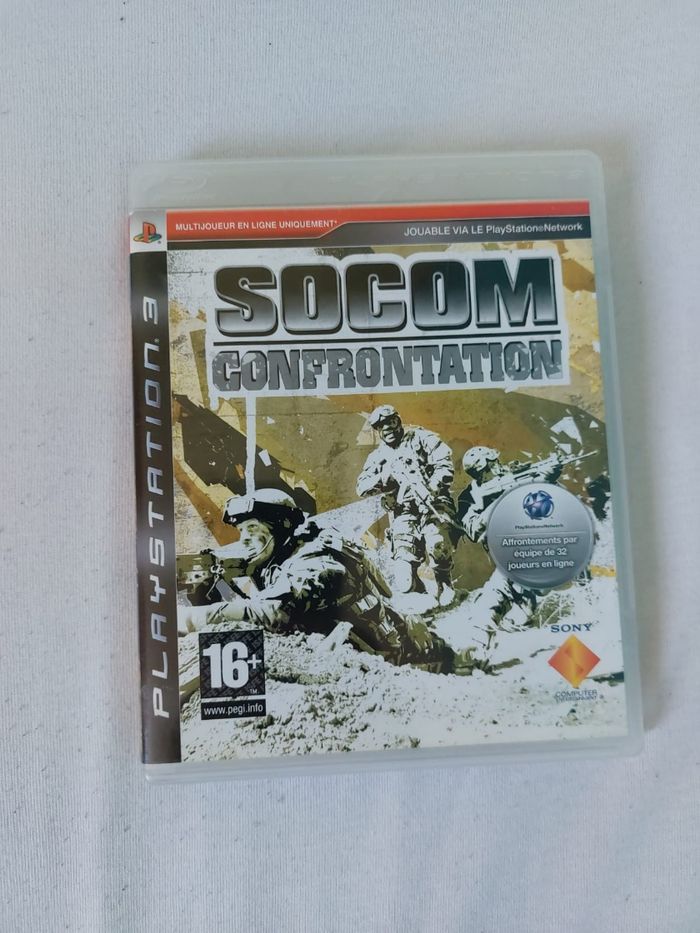 MULTIJOUEUR EN LIGNE UNIQUEMENT*
JOUABLE VIA LE PlayStation®Network
PLAYSTATION 3
SOCOM
CONFRONTATION
PlayStation®Network
Affrontements par
équipe de 32
joueurs en ligne
16+
www.pegi.info
SONY
COMPUTER
ENTERTAINMENT